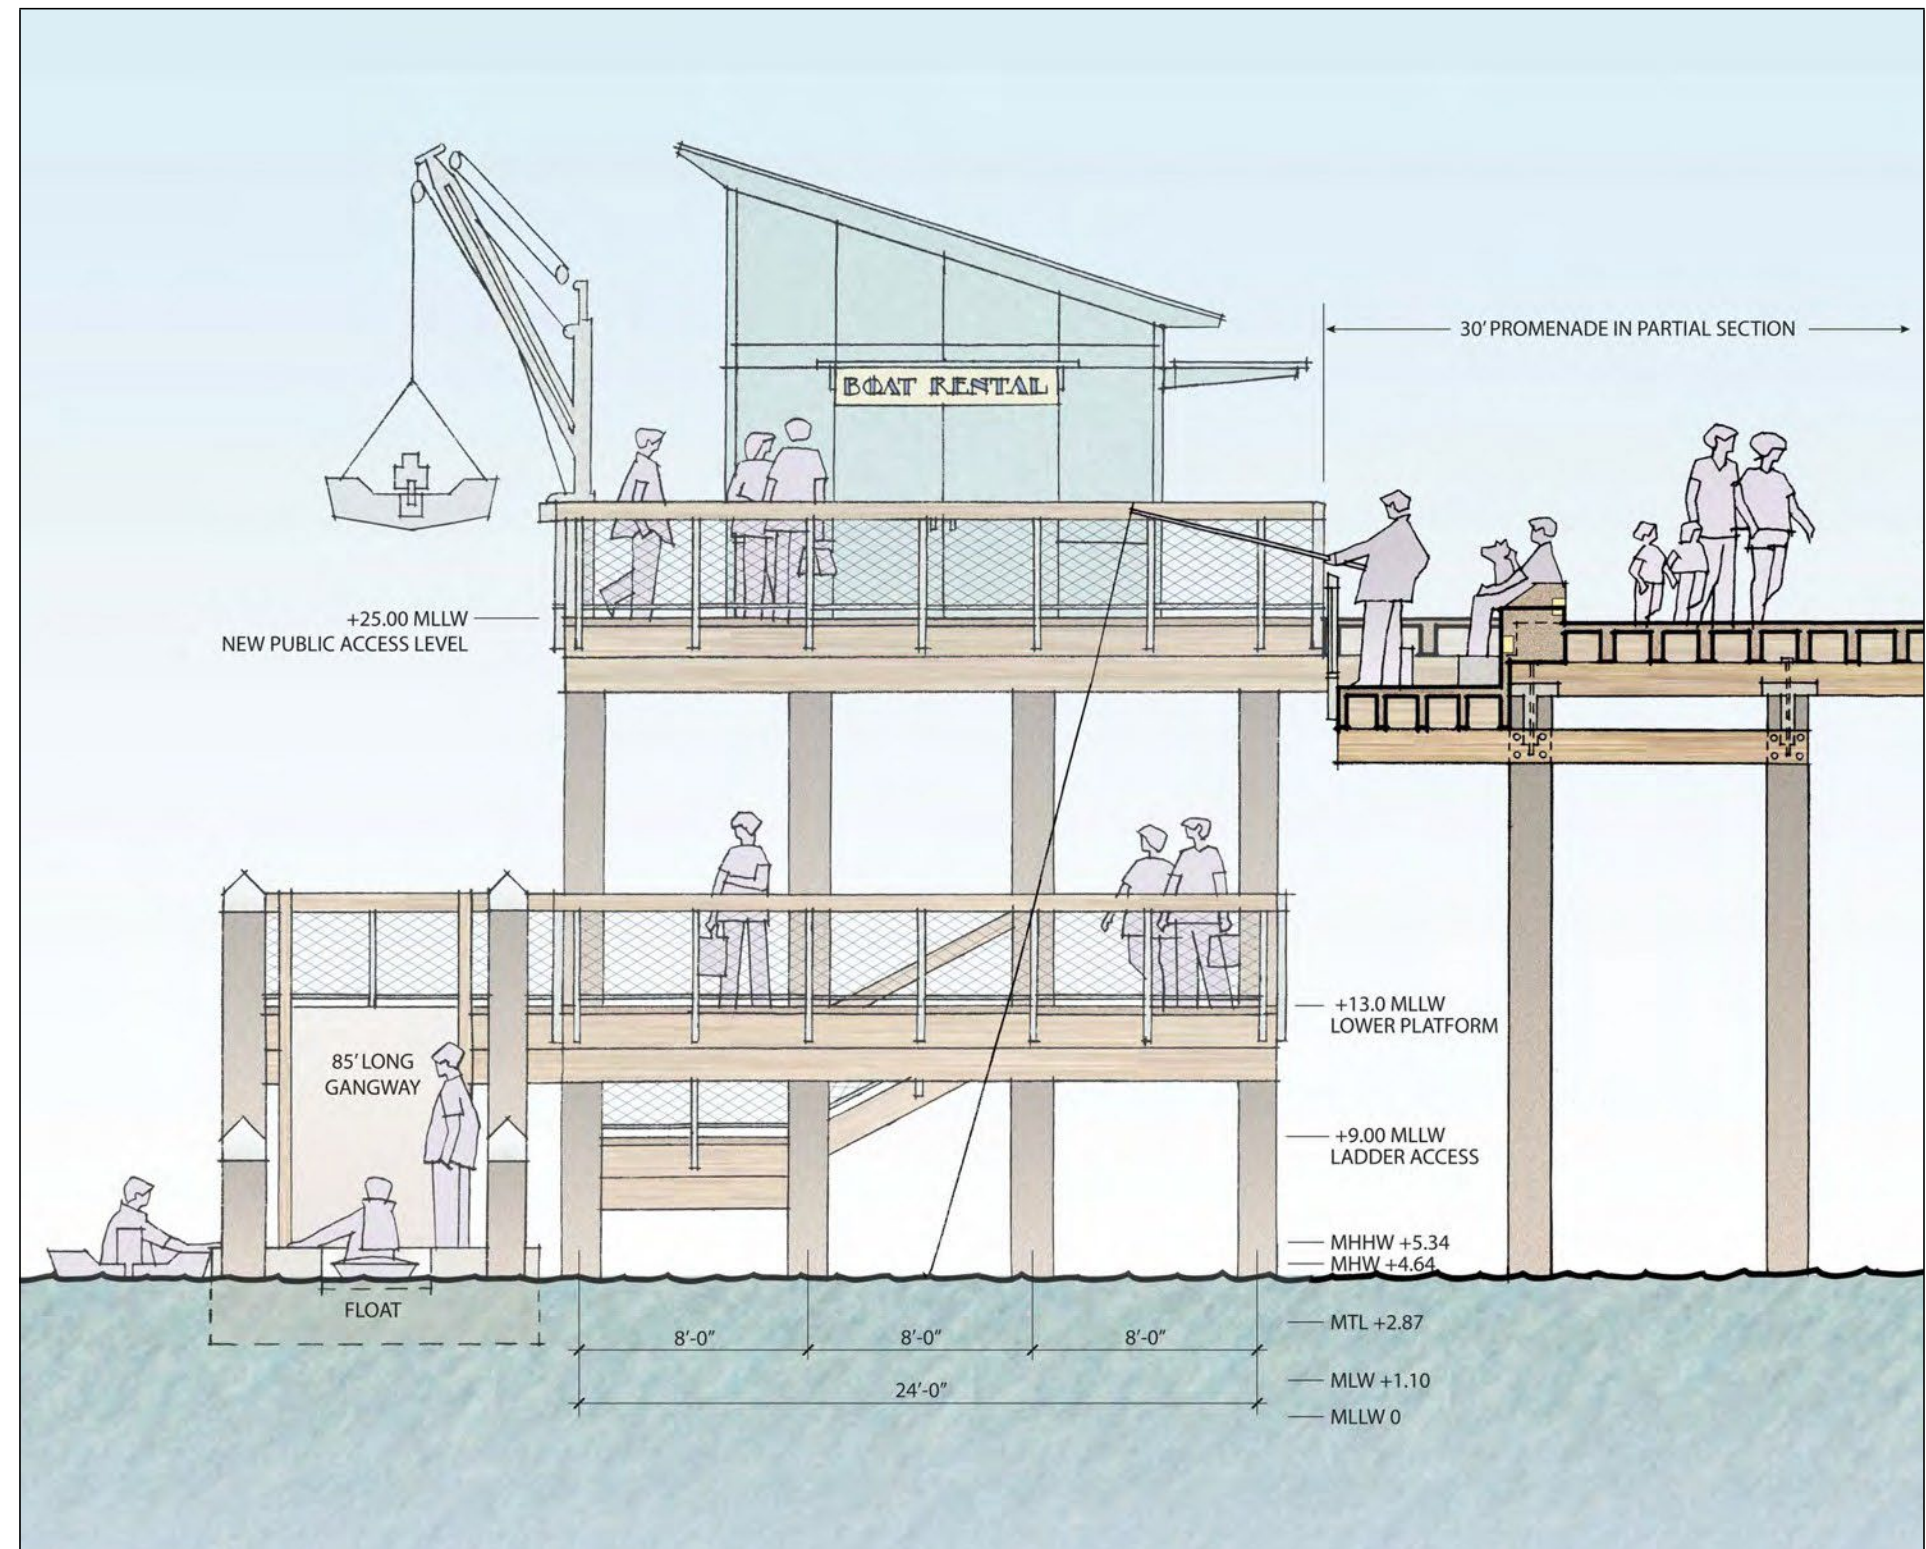 30' PROMENADE IN PARTIAL SECTION
BOAT RENTAL
+25.00 MLLW
NEW PUBLIC ACCESS LEVEL
+13.0 MLLW
LOWER PLATFORM
85' LONG
GANGWAY
+9.00 MLLW
LADDER ACCESS
MHHW +5.34
MHW +4.64
FLOAT
MTL +2.87
8'-0" 8'-0" 8'-0"
MLW +1.10
24'-0"
MLLW 0